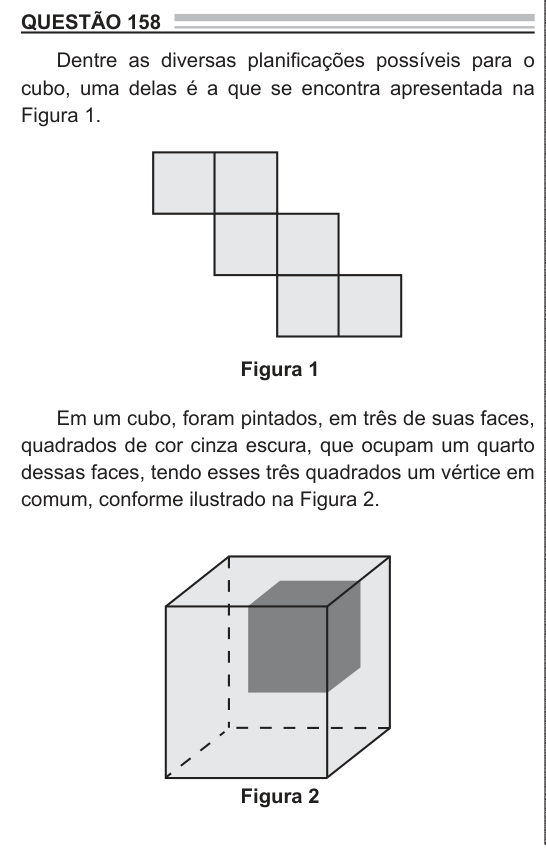 QUESTÃO 158
Dentre as diversas planificações possíveis para o
cubo, uma delas é a que se encontra apresentada na
Figura 1.
Figura 1
Em um cubo, foram pintados, em três de suas faces,
quadrados de cor cinza escura, que ocupam um quarto
dessas faces, tendo esses três quadrados um vértice em
comum, conforme ilustrado na Figura 2.
Figura 2